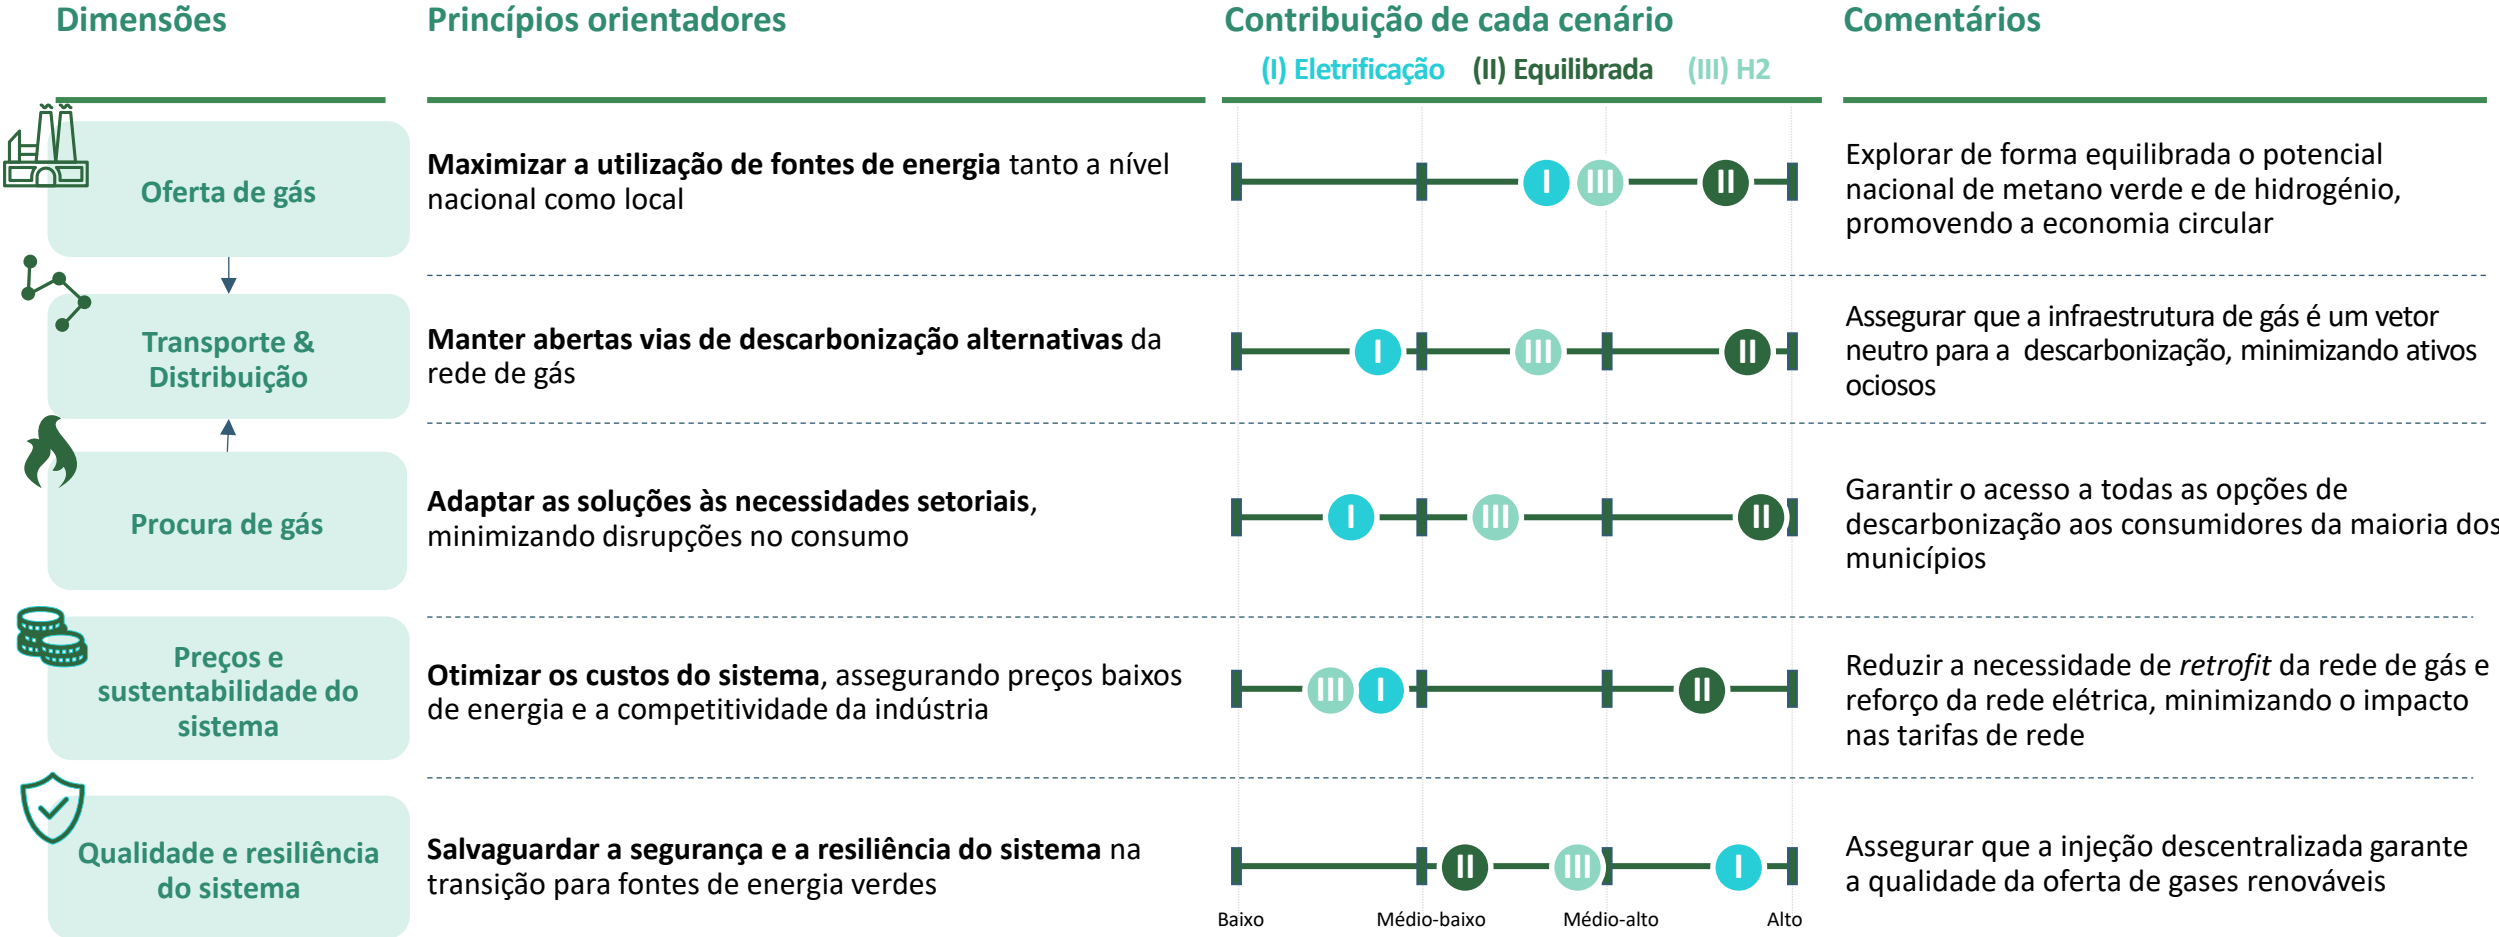 Dimensões
Princípios orientadores
Contribuição de cada cenário
Comentários
(I) Eletrificação (II) Equilibrada (III) H2
Oferta de gás
Maximizar a utilização de fontes de energia tanto a nível
nacional como local
I III II
Explorar de forma equilibrada o potencial
nacional de metano verde e de hidrogénio,
promovendo a economia circular
Transporte &
Distribuição
Manter abertas vias de descarbonização alternativas da
rede de gás
I III II
Assegurar que a infraestrutura de gás é um vetor
neutro para a descarbonização, minimizando ativos
ociosos
Procura de gás
Adaptar as soluções às necessidades setoriais,
minimizando disrupções no consumo
I III II
Garantir o acesso a todas as opções de
descarbonização aos consumidores da maioria dos
municípios
Preços e
sustentabilidade do
sistema
Otimizar os custos do sistema, assegurando preços baixos
de energia e a competitividade da indústria
III I II
Reduzir a necessidade de retrofit da rede de gás e
reforço da rede elétrica, minimizando o impacto
nas tarifas de rede
Qualidade e resiliência
do sistema
Salvaguardar a segurança e a resiliência do sistema na
transição para fontes de energia verdes
II III I
Assegurar que a injeção descentralizada garante
a qualidade da oferta de gases renováveis
Baixo Médio-baixo Médio-alto Alto